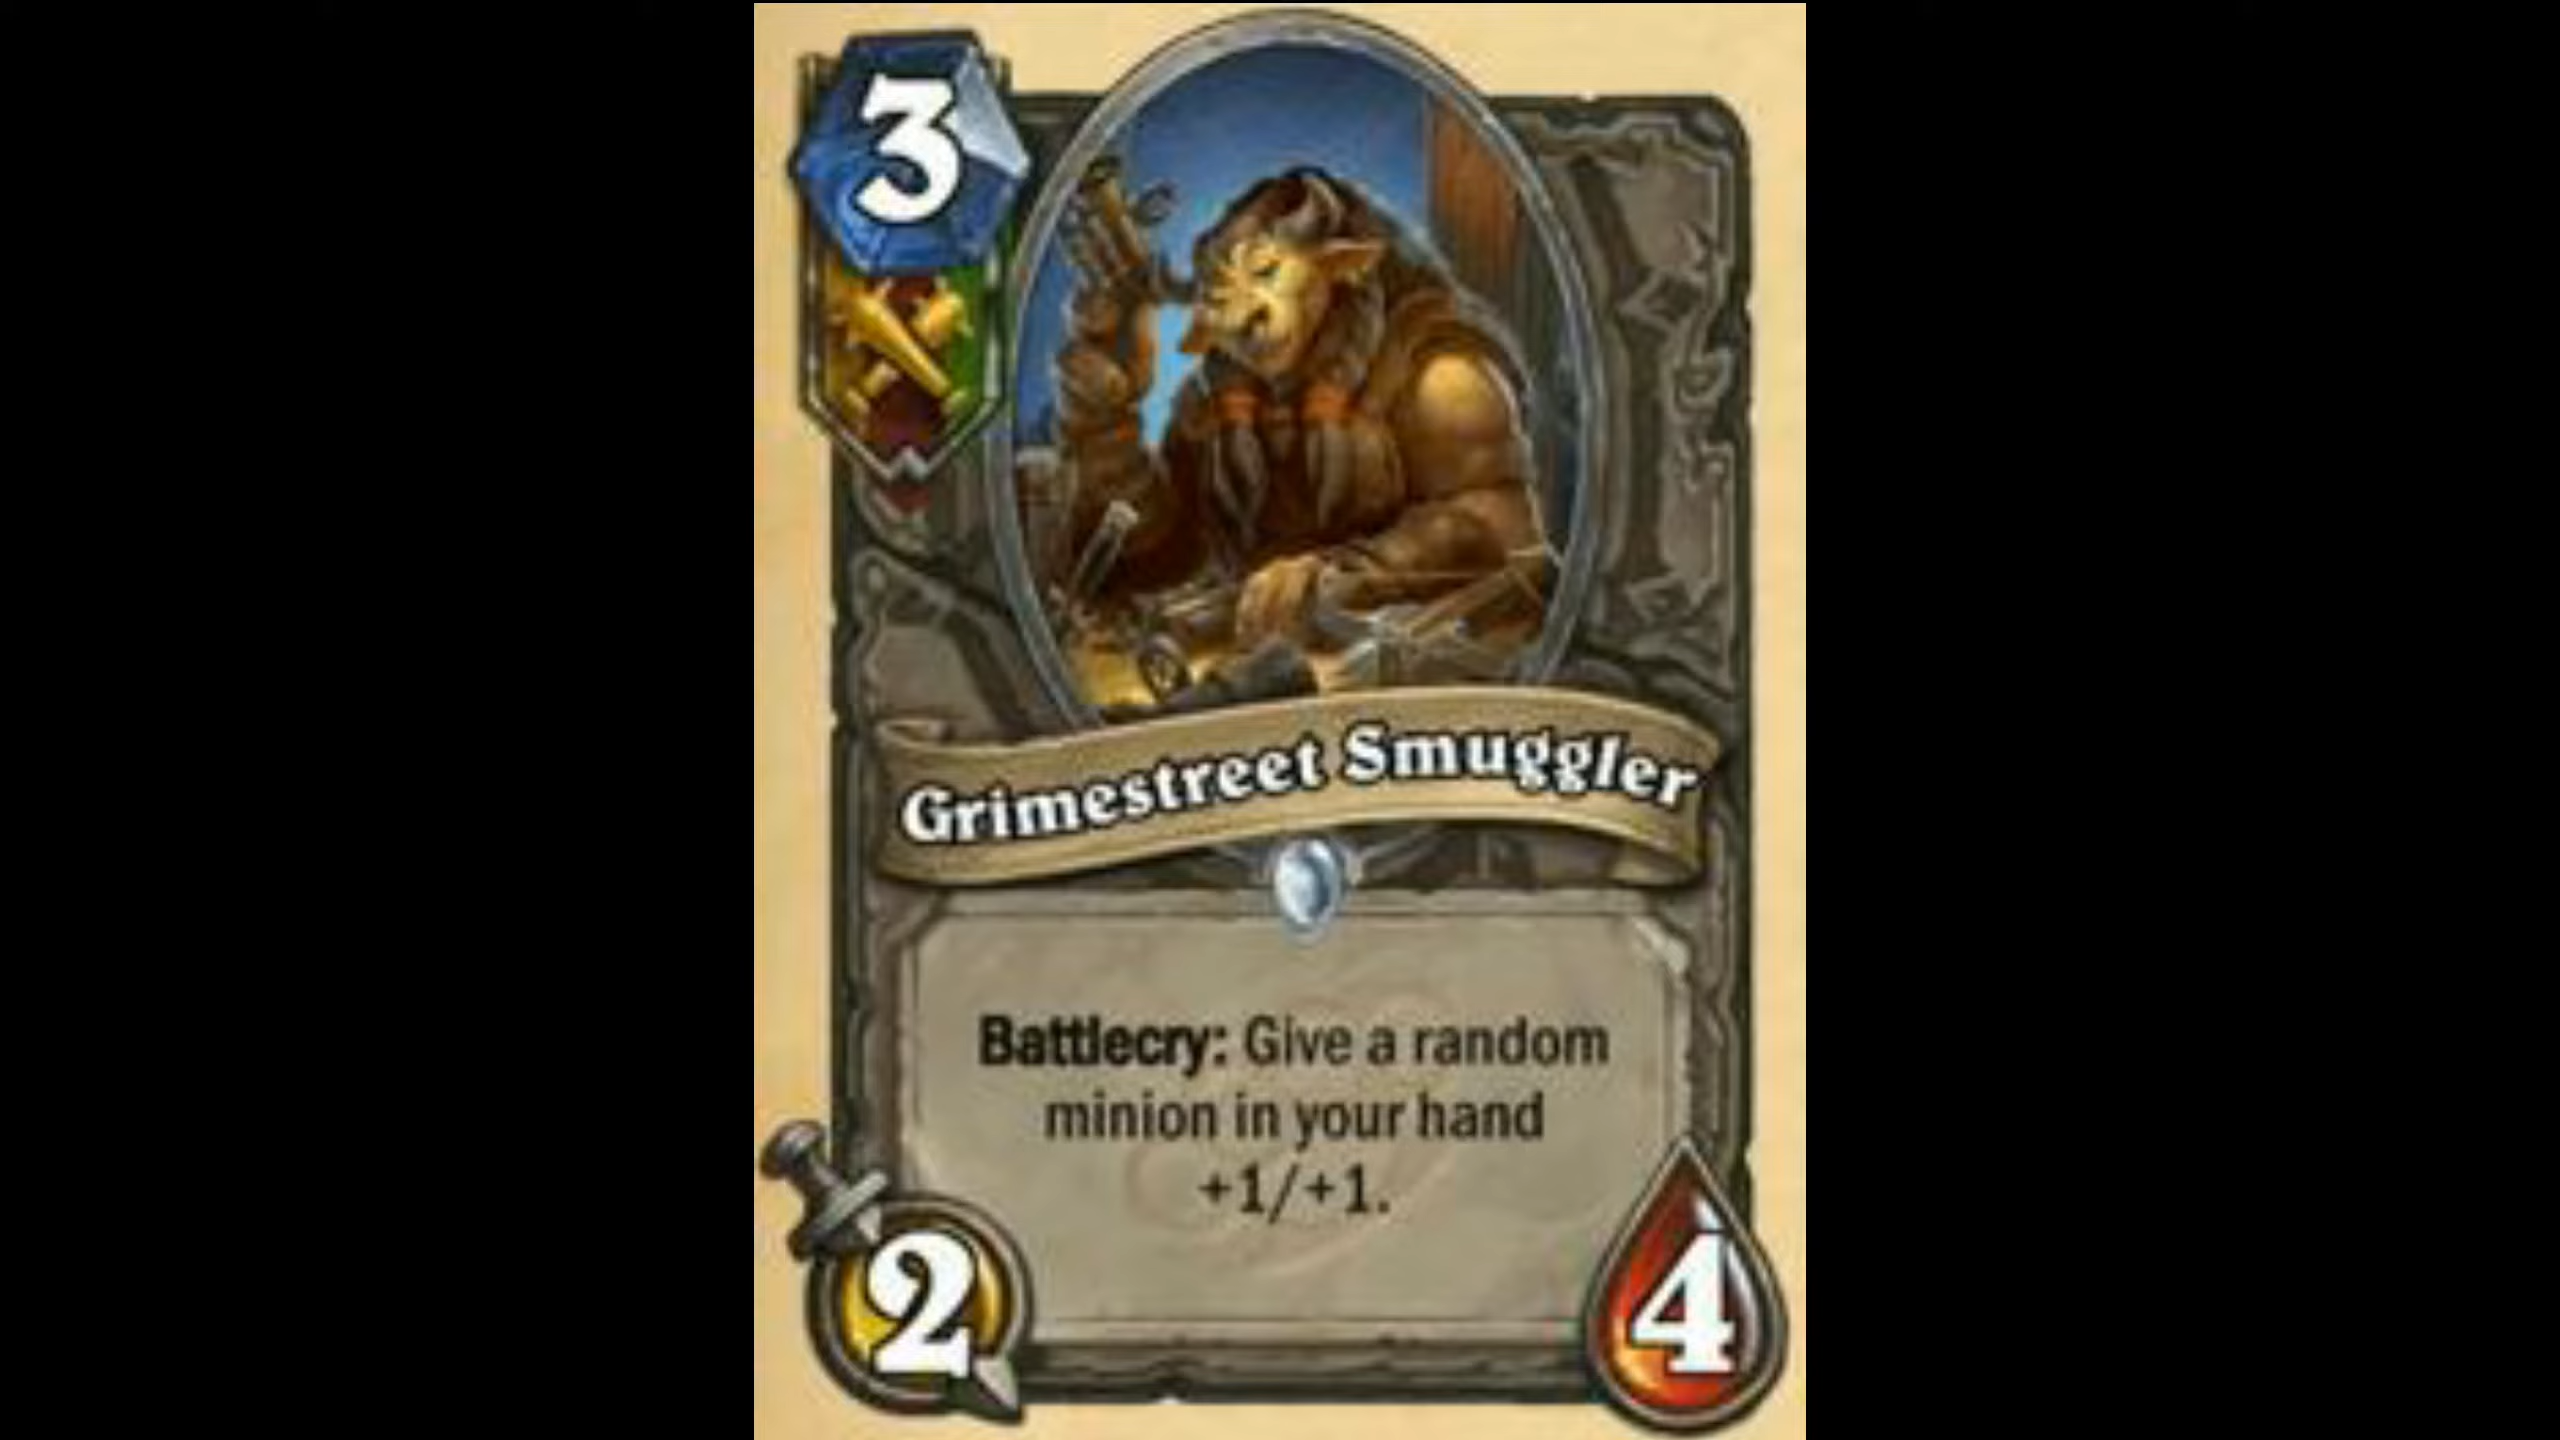 3
Grimestreet Smuggler
Battlecry: Give a random
minion in your hand
+1/+1.
2
4